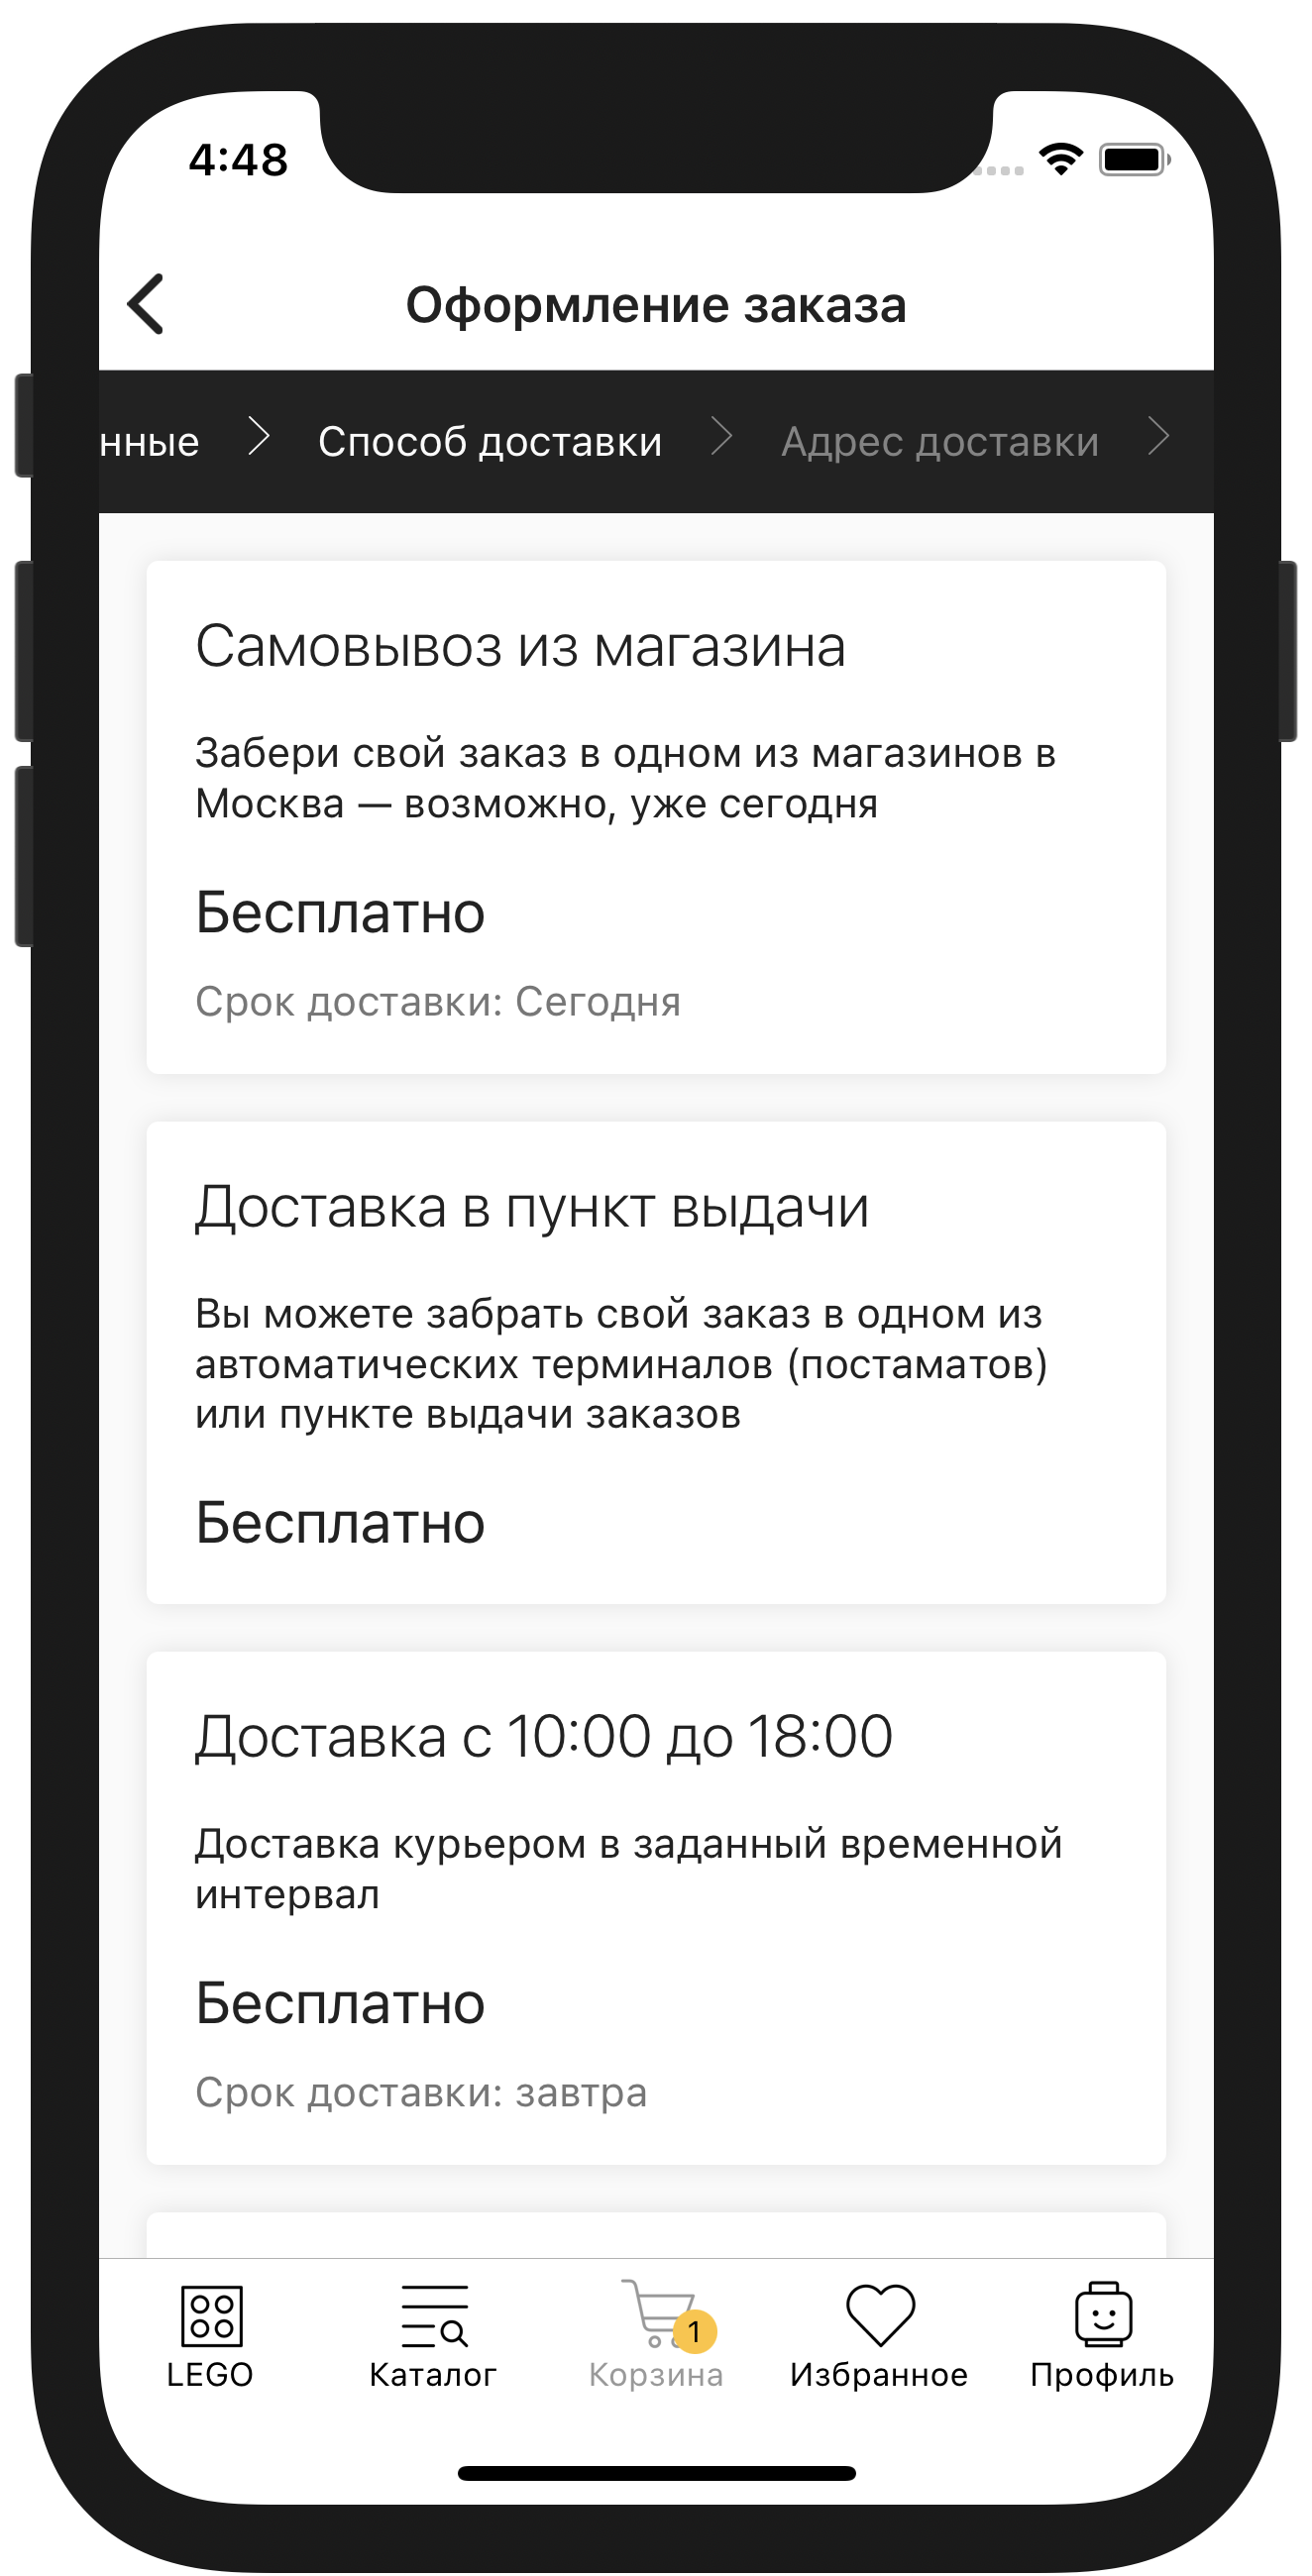 4:48
Оформление заказа
нные
Способ доставки
Адрес доставки
Самовывоз из магазина
Забери свой заказ в одном из магазинов в
Москва — возможно, уже сегодня
Бесплатно
Срок доставки: Сегодня
Доставка в пункт выдачи
Вы можете забрать свой заказ в одном из
автоматических терминалов (постаматов)
или пункте выдачи заказов
Бесплатно
Доставка с 10:00 до 18:00
Доставка курьером в заданный временной
интервал
Бесплатно
Срок доставки: завтра
1
LEGO
Каталог
Корзина
Избранное
Профиль